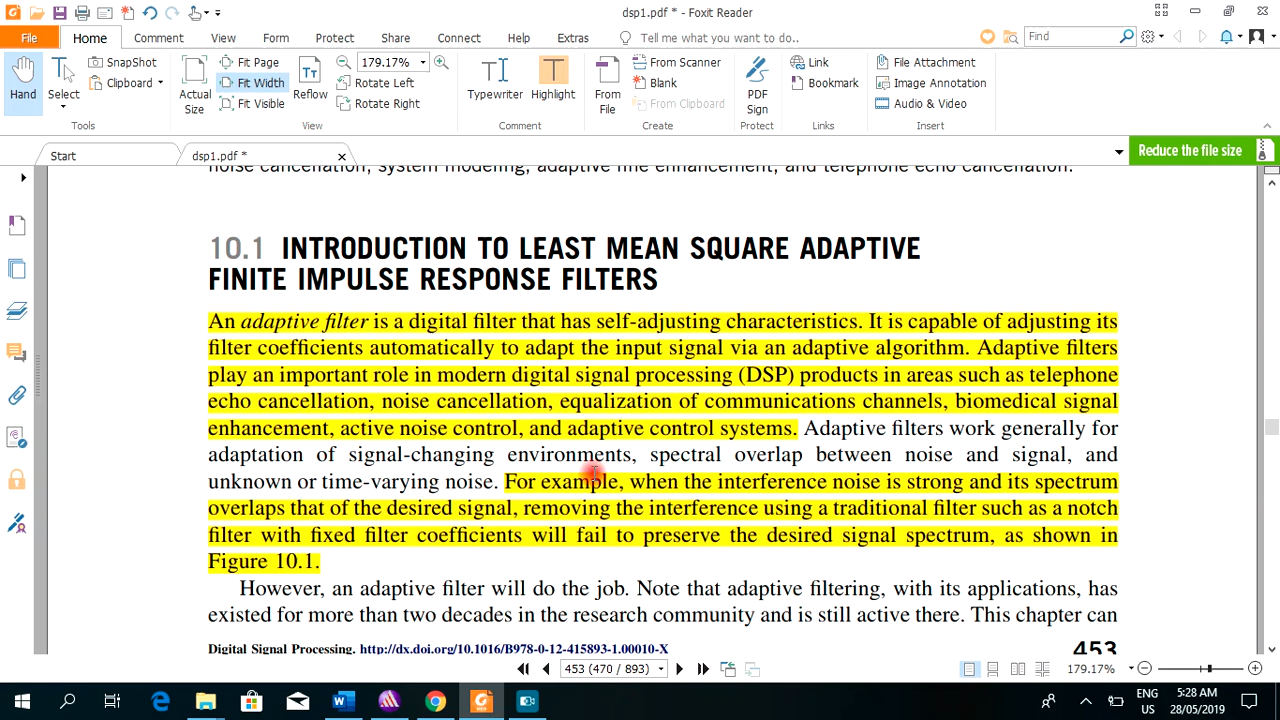 dsp1.pdf * - Foxit Reader
File Home Comment View Form Protect Share Connect Help Extras Tell me what you want to do.. Find
Hand
Select
SnapShot
Clipboard
Tools
Actual Size
Fit Page
Fit Width
Fit Visible
Reflow
179.17%
Rotate Left
Rotate Right
View
Typewriter
Highlight
Comment
From File
From Scanner
Blank
From Clipboard
Create
PDF Sign
Protect
Link
Bookmark
Links
File Attachment
Image Annotation
Audio & Video
Insert
Start dsp1.pdf * Reduce the file size
noise cancellation, system modeling, adaptive line enhancement, and telephone echo cancellation.
10.1 INTRODUCTION TO LEAST MEAN SQUARE ADAPTIVE
FINITE IMPULSE RESPONSE FILTERS
An adaptive filter is a digital filter that has self-adjusting characteristics. It is capable of adjusting its
filter coefficients automatically to adapt the input signal via an adaptive algorithm. Adaptive filters
play an important role in modern digital signal processing (DSP) products in areas such as telephone
echo cancellation, noise cancellation, equalization of communications channels, biomedical signal
enhancement, active noise control, and adaptive control systems. Adaptive filters work generally for
adaptation of signal-changing environments, spectral overlap between noise and signal, and
unknown or time-varying noise. For example, when the interference noise is strong and its spectrum
overlaps that of the desired signal, removing the interference using a traditional filter such as a notch
filter with fixed filter coefficients will fail to preserve the desired signal spectrum, as shown in
Figure 10.1.
However, an adaptive filter will do the job. Note that adaptive filtering, with its applications, has
existed for more than two decades in the research community and is still active there. This chapter can
Digital Signal Processing. http://dx.doi.org/10.1016/B978-0-12-415893-1.00010-X 453
453 (470 / 893) 179.17%
ENG US
5:28 AM
28/05/2019